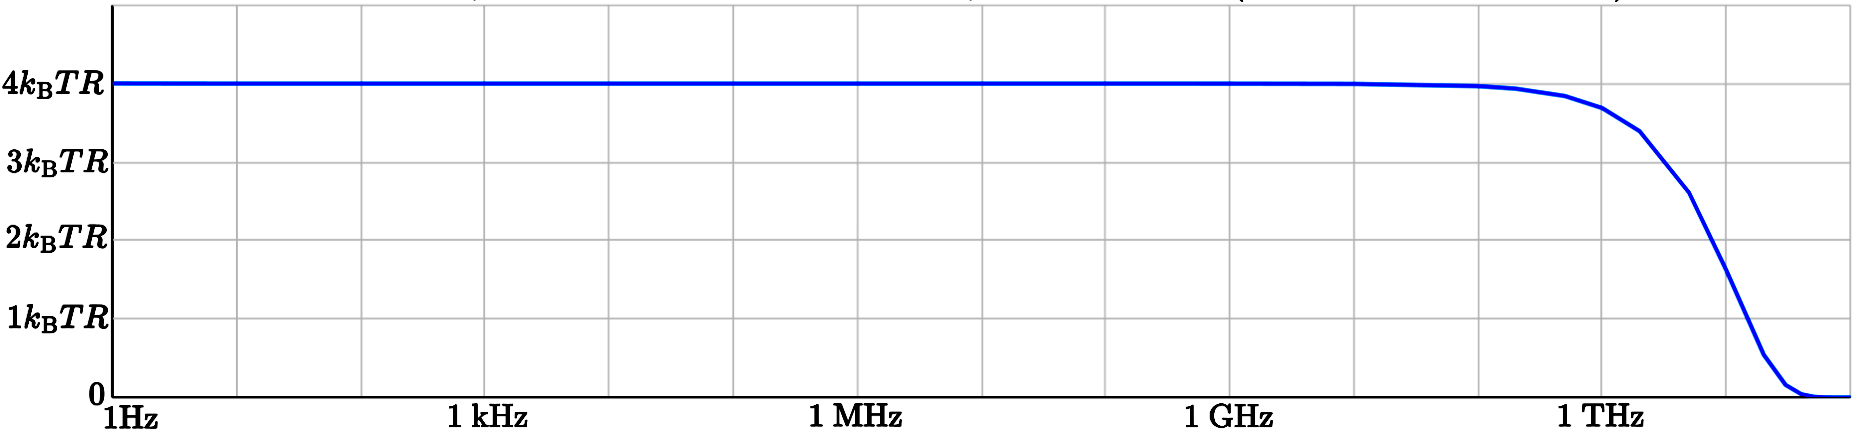 4k_BTR
3k_BTR
2k_BTR
1k_BTR
0
1Hz 1 kHz 1 MHz 1 GHz 1 THz